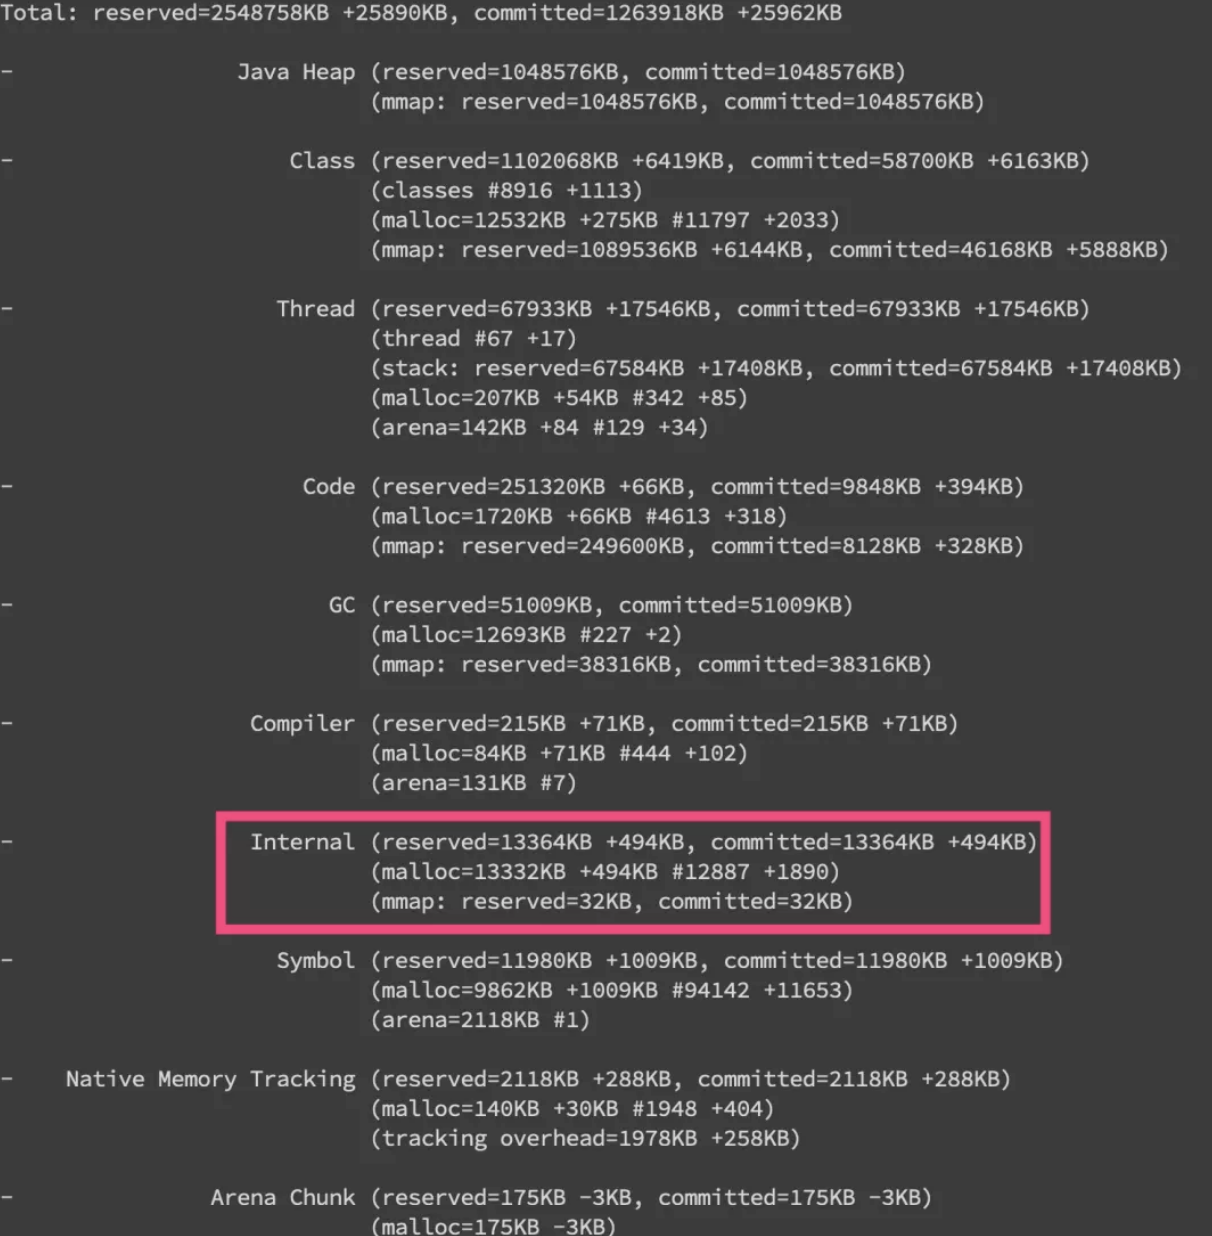 Total: reserved=2548758KB +25890KB, committed=1263918KB +25962KB
- Java Heap (reserved=1048576KB, committed=1048576KB)
(mmap: reserved=1048576KB, committed=1048576KB)
- Class (reserved=1102068KB +6419KB, committed=58700KB +6163KB)
(classes #8916 +1113)
(malloc=12532KB +275KB #11797 +2033)
(mmap: reserved=1089536KB +6144KB, committed=46168KB +5888KB)
- Thread (reserved=67933KB +17546KB, committed=67933KB +17546KB)
(thread #67 +17)
(stack: reserved=67584KB +17408KB, committed=67584KB +17408KB)
(malloc=207KB +54KB #342 +85)
(arena=142KB +84 #129 +34)
- Code (reserved=251320KB +66KB, committed=9848KB +394KB)
(malloc=1720KB +66KB #4613 +318)
(mmap: reserved=249600KB, committed=8128KB +328KB)
- GC (reserved=51009KB, committed=51009KB)
(malloc=12693KB #227 +2)
(mmap: reserved=38316KB, committed=38316KB)
- Compiler (reserved=215KB +71KB, committed=215KB +71KB)
(malloc=84KB +71KB #444 +102)
(arena=131KB #7)
- Internal (reserved=13364KB +494KB, committed=13364KB +494KB)
(malloc=13332KB +494KB #12887 +1890)
(mmap: reserved=32KB, committed=32KB)
- Symbol (reserved=11980KB +1009KB, committed=11980KB +1009KB)
(malloc=9862KB +1009KB #94142 +11653)
(arena=2118KB #1)
- Native Memory Tracking (reserved=2118KB +288KB, committed=2118KB +288KB)
(malloc=140KB +30KB #1948 +404)
(tracking overhead=1978KB +258KB)
- Arena Chunk (reserved=175KB -3KB, committed=175KB -3KB)
(malloc=175KB -3KB)